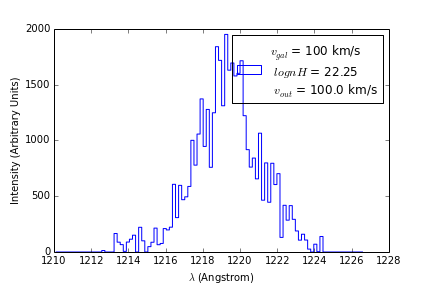 2000
1500
1000
500
0
1210 1212 1214 1216 1218 1220 1222 1224 1226 1228
Intensity (Arbitrary Units)
λ (Angstrom)
v_gal = 100 km/s
lognH = 22.25
v_out = 100.0 km/s